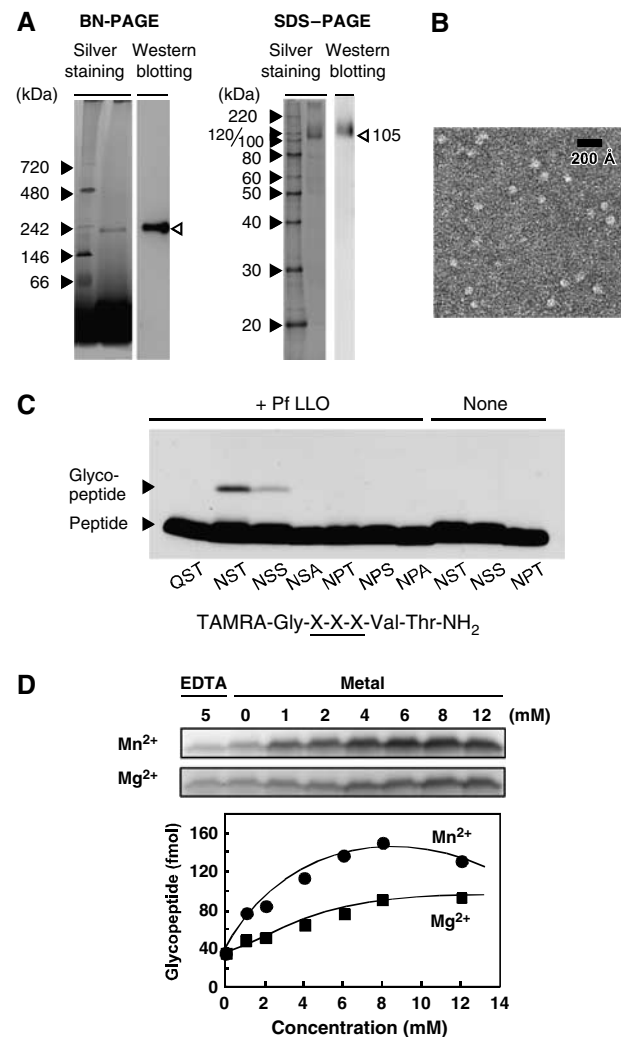 A
BN-PAGE
SDS–PAGE
B
Silver staining
Western blotting
Silver staining
Western blotting
(kDa)
720
480
242
146
66
(kDa)
220
120/
100
80
60
50
40
30
20
105
200 Å
C
+ Pf LLO
None
Glyco-
peptide
Peptide
QST NST NSS NSA NPT NPS NPA NST NSS NPT
TAMRA-Gly-X-X-X-Val-Thr-NH2
D
EDTA
Metal
5 0 1 2 4 6 8 12 (mM)
Mn2+
Mg2+
Glycopeptide (fmol)
160
120
80
40
0
Mn2+
Mg2+
0 2 4 6 8 10 12 14
Concentration (mM)